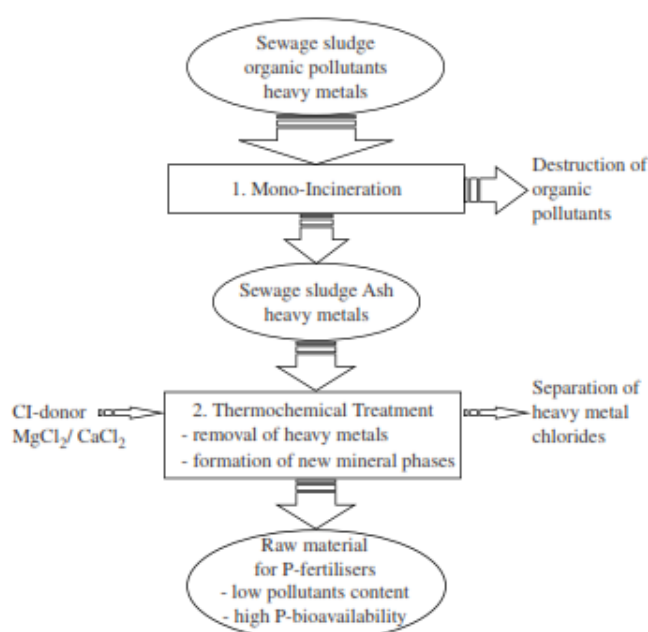 Sewage sludge
organic pollutants
heavy metals
1. Mono-Incineration
Destruction of
organic
pollutants
Sewage sludge Ash
heavy metals
CI-donor
MgCl2/ CaCl2
2. Thermochemical Treatment
- removal of heavy metals
- formation of new mineral phases
Separation of
heavy metal
chlorides
Raw material
for P-fertilisers
- low pollutants content
- high P-bioavailability